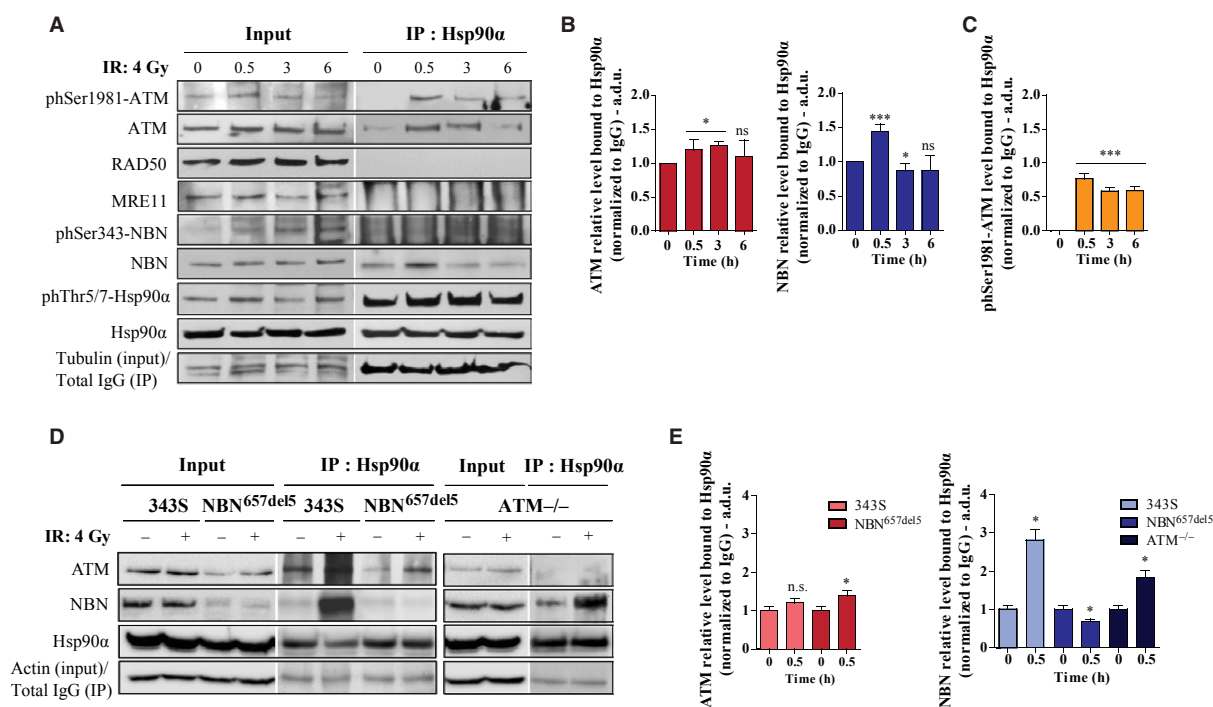 A
Input
IP : Hsp90α
IR: 4 Gy
0 0.5 3 6 0 0.5 3 6
phSer1981-ATM
ATM
RAD50
MRE11
phSer343-NBN
NBN
phThr5/7-Hsp90α
Hsp90α
Tubulin (input)/
Total IgG (IP)
B
ATM relative level bound to Hsp90α
(normalized to IgG) - a.d.u.
2.0
1.5
1.0
0.5
0.0
*
ns
0 0.5 3 6
Time (h)
NBN relative level bound to Hsp90α
(normalized to IgG) - a.d.u.
2.0
1.5
1.0
0.5
0.0
***
*
ns
0 0.5 3 6
Time (h)
C
phSer1981-ATM level bound to Hsp90α
(normalized to IgG) - a.d.u.
2.0
1.5
1.0
0.5
0.0
***
0 0.5 3 6
Time (h)
D
Input IP : Hsp90α Input IP : Hsp90α
343S NBN657del5 343S NBN657del5 ATM–/–
IR: 4 Gy – + – + – + – + – + – +
ATM
NBN
Hsp90α
Actin (input)/
Total IgG (IP)
E
ATM relative level bound to Hsp90α
(normalized to IgG) - a.d.u.
4
3
2
1
0
343S
NBN657del5
n.s.
*
0 0.5 0 0.5
Time (h)
NBN relative level bound to Hsp90α
(normalized to IgG) - a.d.u.
4
3
2
1
0
343S
NBN657del5
ATM–/–
*
*
*
0 0.5 0 0.5 0 0.5
Time (h)